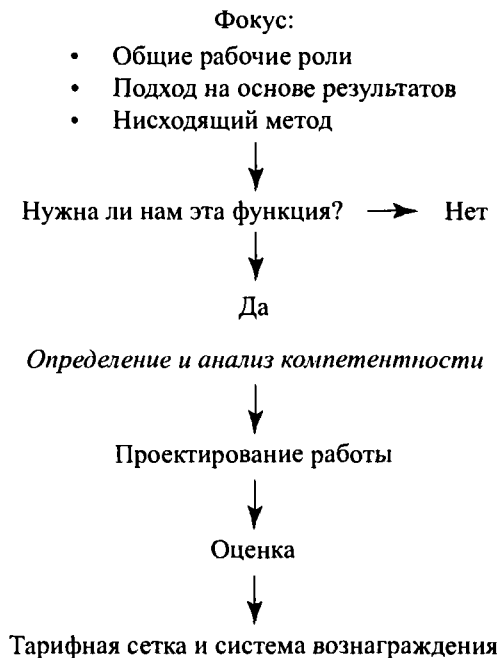 Фокус:
• Общие рабочие роли
• Подход на основе результатов
• Нисходящий метод
Нужна ли нам эта функция? Нет
Да
Определение и анализ компетентности
Проектирование работы
Оценка
Тарифная сетка и система вознаграждения